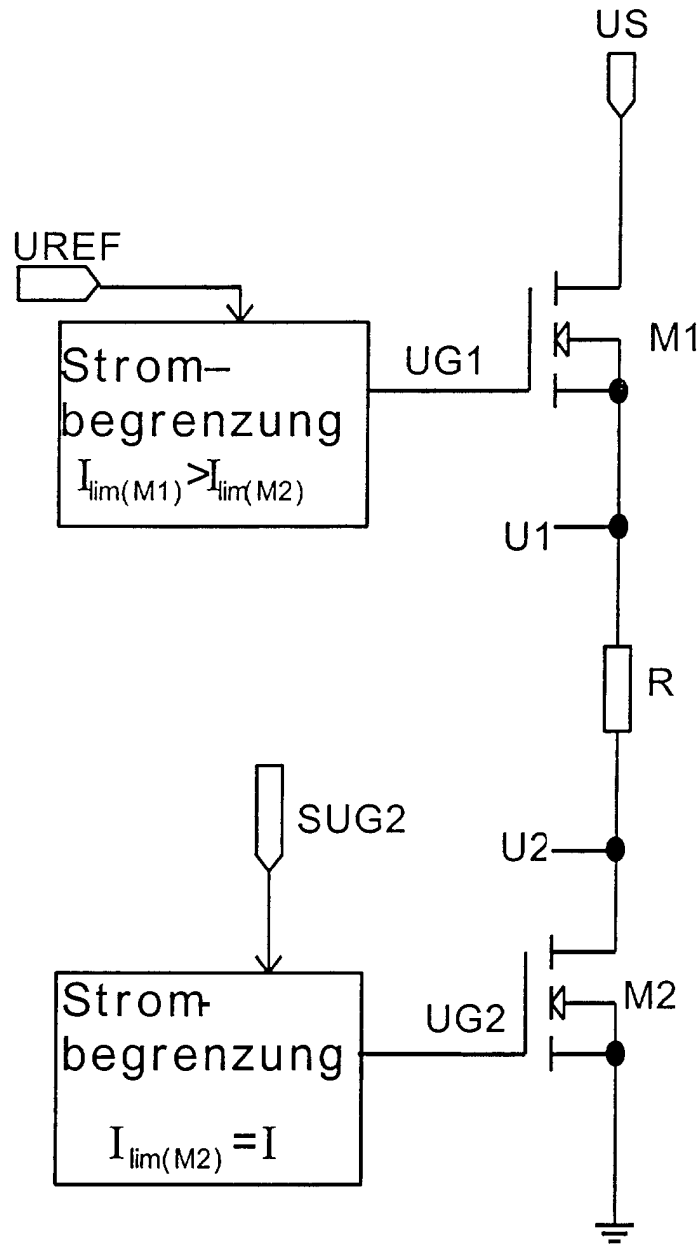 US
UREF
Strom–
begrenzung
Ilim(M1)>Ilim(M2)
UG1
M1
U1
R
SUG2
U2
Strom-
begrenzung
Ilim(M2)=I
UG2
M2